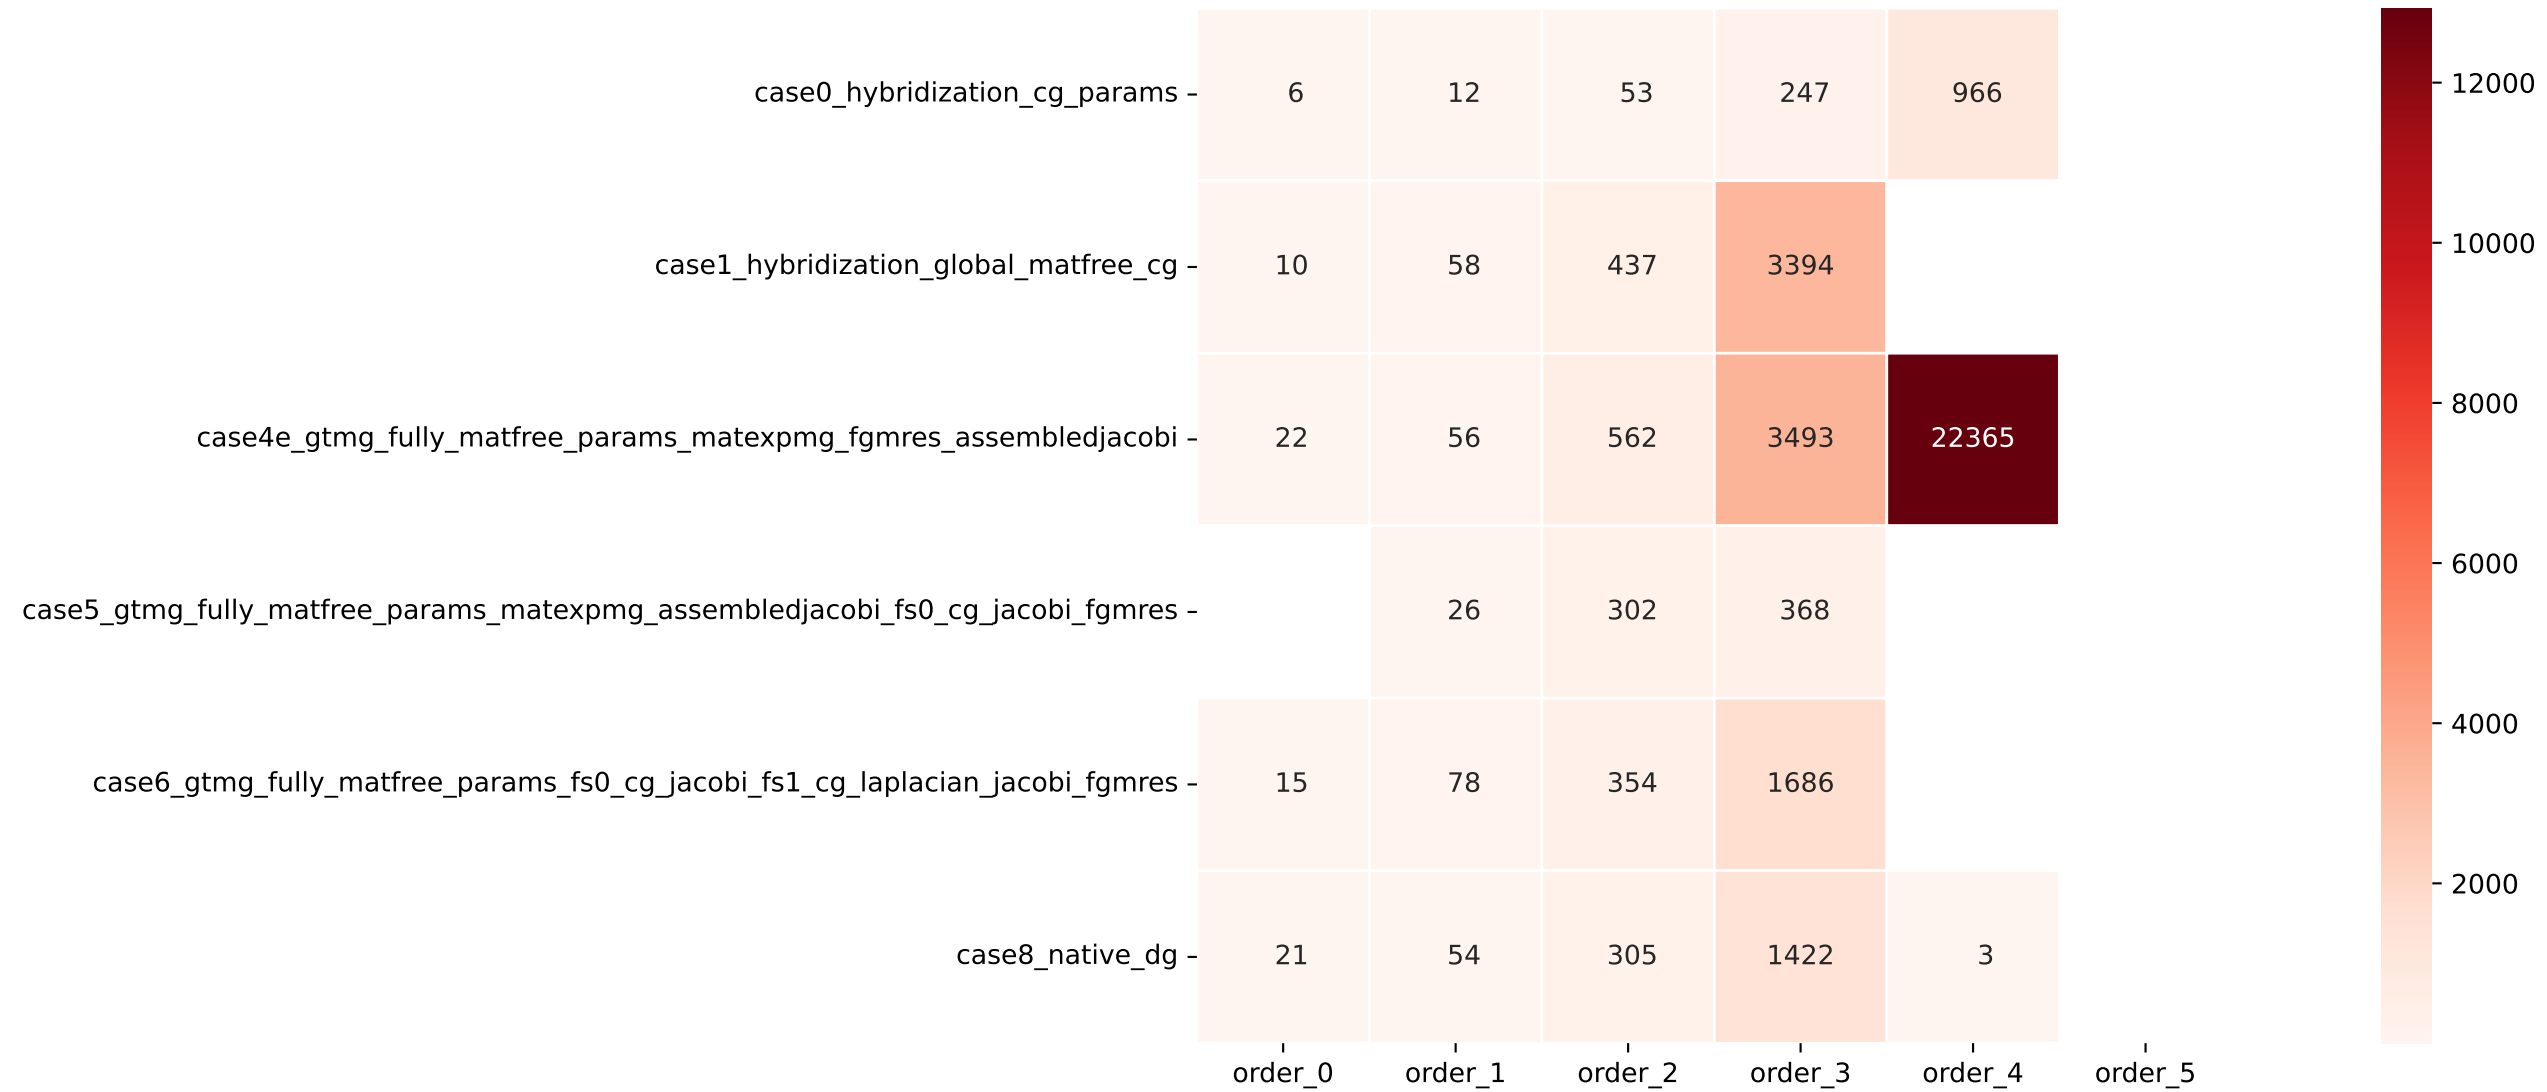 case0_hybridization_cg_params 6 12 53 247 966
case1_hybridization_global_matfree_cg 10 58 437 3394
case4e_gtmg_fully_matfree_params_matexpmg_fgmres_assembledjacobi 22 56 562 3493 22365
case5_gtmg_fully_matfree_params_matexpmg_assembledjacobi_fs0_cg_jacobi_fgmres 26 302 368
case6_gtmg_fully_matfree_params_fs0_cg_jacobi_fs1_cg_laplacian_jacobi_fgmres 15 78 354 1686
case8_native_dg 21 54 305 1422 3
order_0 order_1 order_2 order_3 order_4 order_5
12000
10000
8000
6000
4000
2000